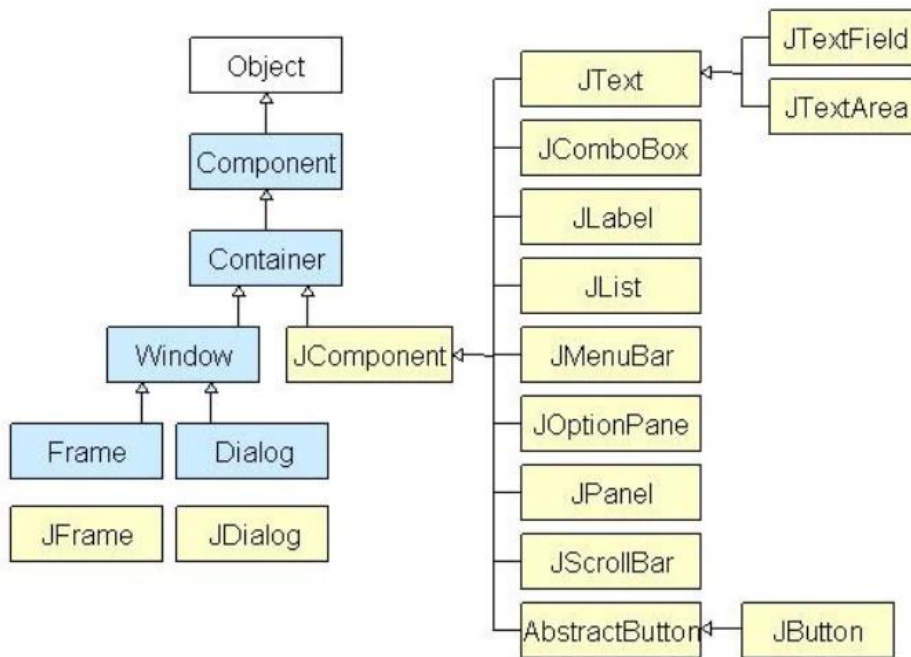 Object
Component
Container
Window
JComponent
Frame
Dialog
JFrame
JDialog
JText
JComboBox
JLabel
JList
JMenuBar
JOptionPane
JPanel
JScrollBar
AbstractButton
JTextField
JTextArea
JButton